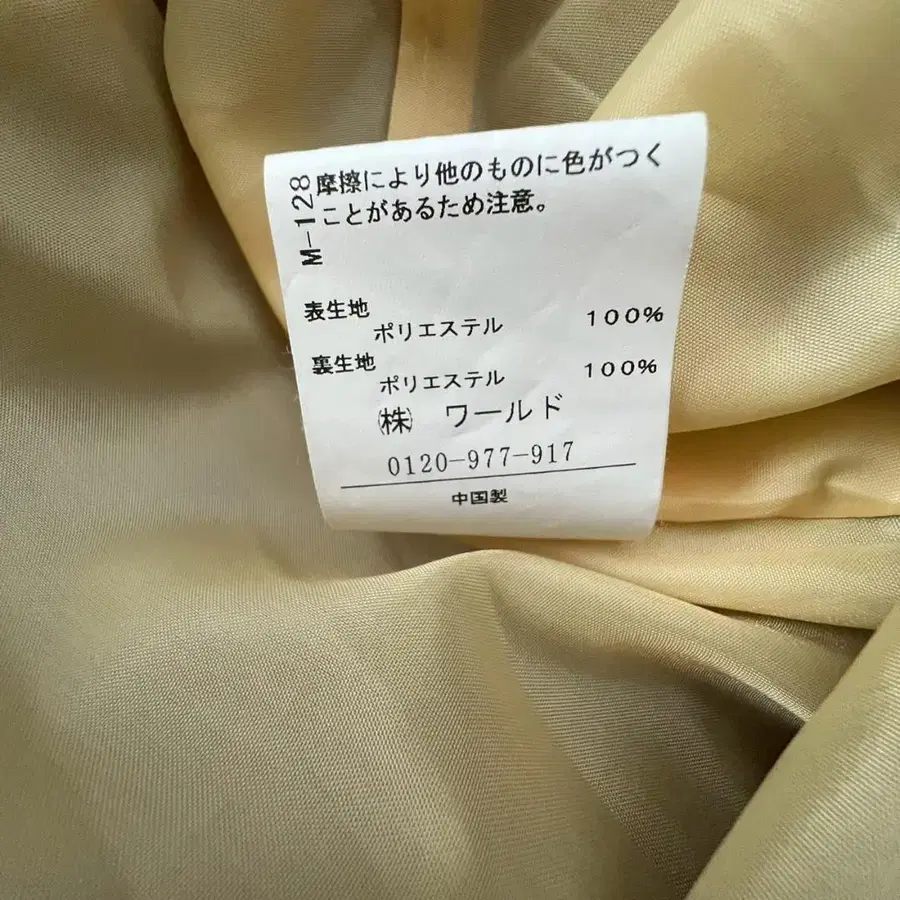 M-128
摩擦により他のものに色がつく
ことがあるため注意。
表生地
ポリエステル 100%
裏生地
ポリエステル 100%
㈱ ワールド
0120-977-917
中国製